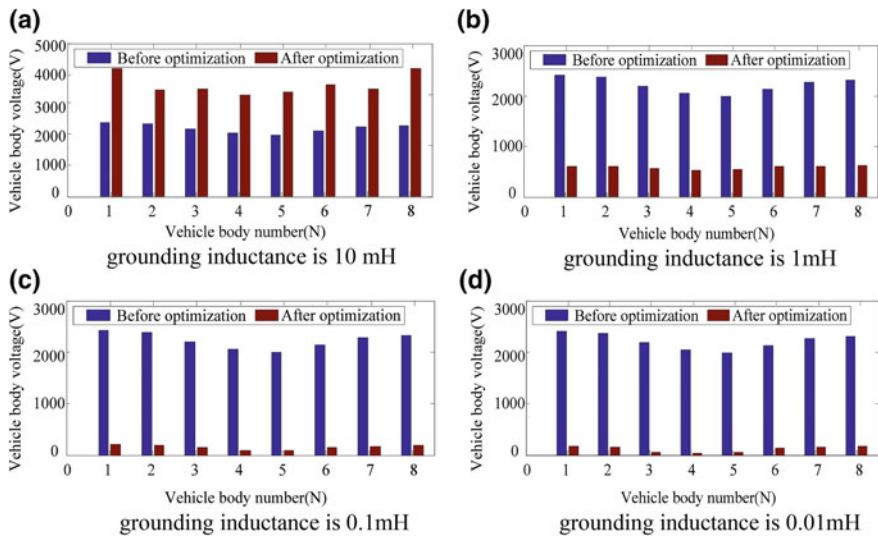 (a)
5000
4000
3000
2000
1000
0
Vehicle body voltage(V)
Before optimization After optimization
0 1 2 3 4 5 6 7 8
Vehicle body number(N)
grounding inductance is 10 mH
(b)
3000
2000
1000
0
Vehicle body voltage(V)
Before optimization After optimization
0 1 2 3 4 5 6 7 8
Vehicle body number(N)
grounding inductance is 1mH
(c)
3000
2000
1000
0
Vehicle body voltage(V)
Before optimization After optimization
0 1 2 3 4 5 6 7 8
Vehicle body number(N)
grounding inductance is 0.1mH
(d)
3000
2000
1000
0
Vehicle body voltage(V)
Before optimization After optimization
0 1 2 3 4 5 6 7 8
Vehicle body number(N)
grounding inductance is 0.01mH